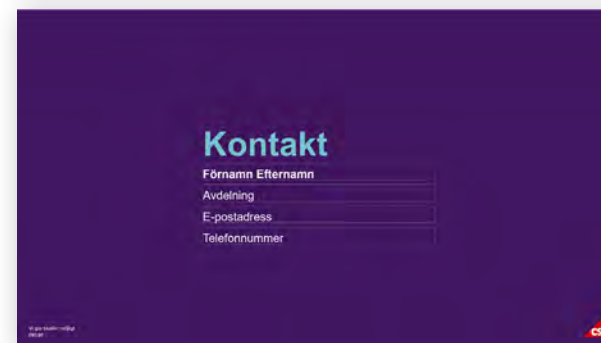 Kontakt
Förnamn Efternamn
Avdelning
E-postadress
Telefonnummer